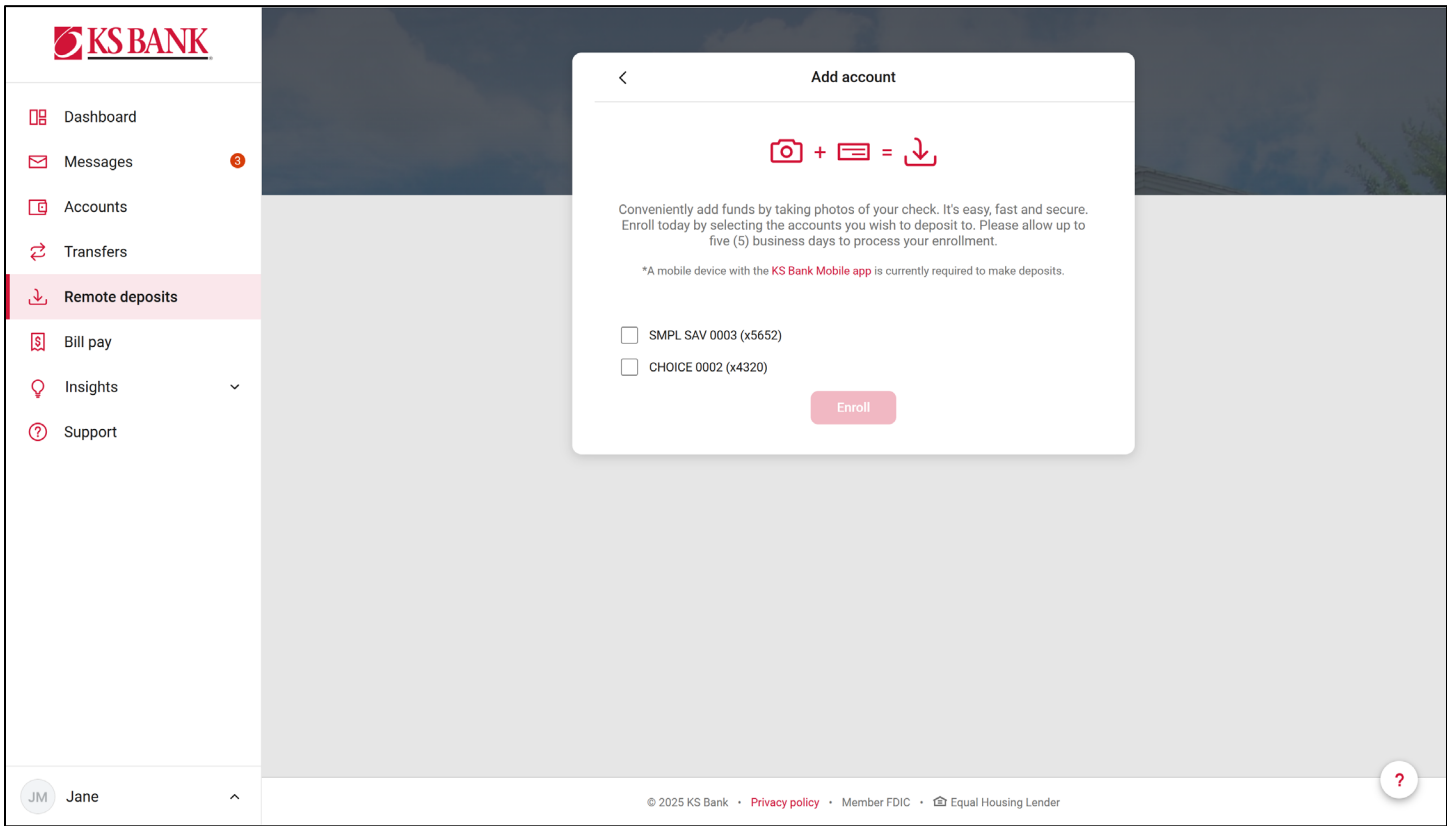 KS BANK
Dashboard
Messages 3
Accounts
Transfers
Remote deposits
Bill pay
Insights
Support
JM Jane
Add account
+ =
Conveniently add funds by taking photos of your check. It's easy, fast and secure.
Enroll today by selecting the accounts you wish to deposit to. Please allow up to
five (5) business days to process your enrollment.
*A mobile device with the KS Bank Mobile app is currently required to make deposits.
SMPL SAV 0003 (x5652)
CHOICE 0002 (x4320)
Enroll
?
© 2025 KS Bank • Privacy policy • Member FDIC • Equal Housing Lender